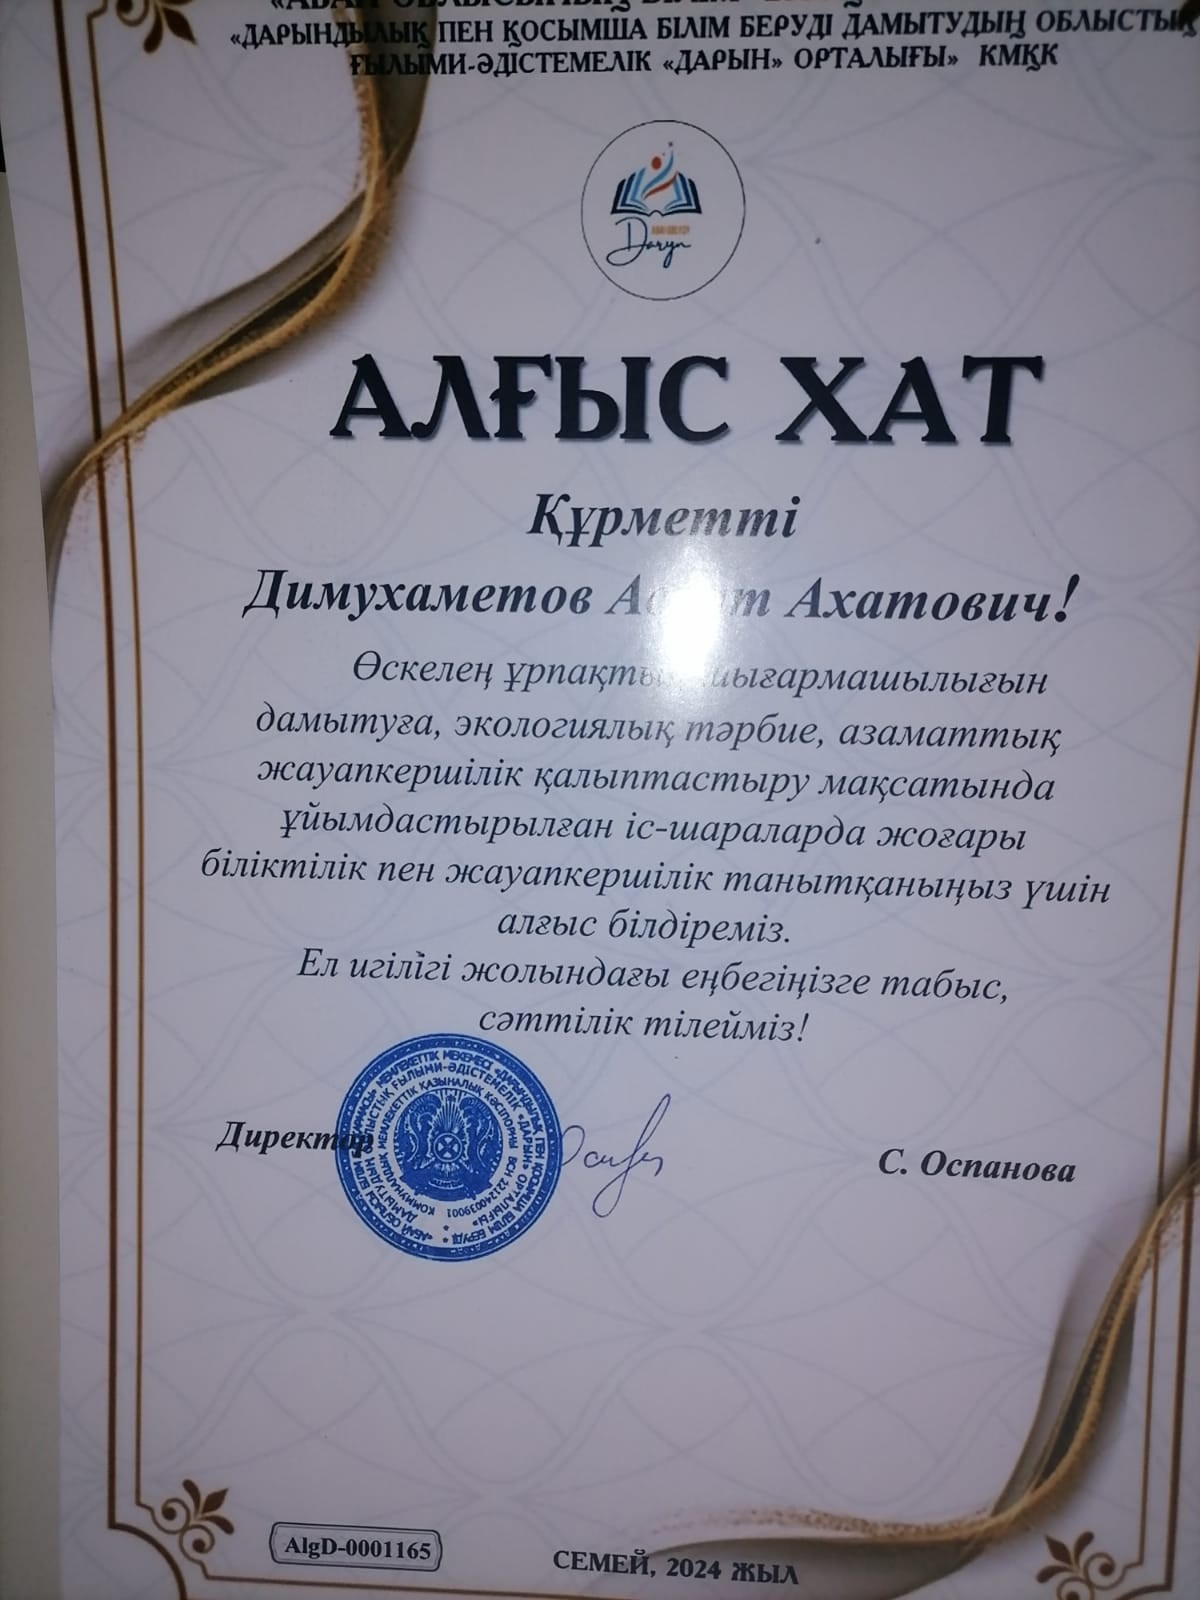 «ДАРЫНДЫЛЫҚ ПЕН ҚОСЫМША БІЛІМ БЕРУДІ ДАМЫТУДЫҢ ОБЛЫСТЫҚ
ҒЫЛЫМИ-ӘДІСТЕМЕЛІК «ДАРЫН» ОРТАЛЫҒЫ» КМҚК
Daryn
АЛҒЫС ХАТ
Құрметті
Димухаметов Ахатович!
Өскелең шығармашылығын
дамытуға, экологиялық тәрбие, азаматтық
жауапкершілік қалыптастыру мақсатында
ұйымдастырылған іс-шараларда жоғары
біліктілік пен жауапкершілік танытқаныңыз үшін
алғыс білдіреміз.
Ел игілігі жолындағы еңбегіңізге табыс,
сәттілік тілейміз!
Директор
С. Оспанова
AlgD-0001165
СЕМЕЙ, 2024 ЖЫЛ